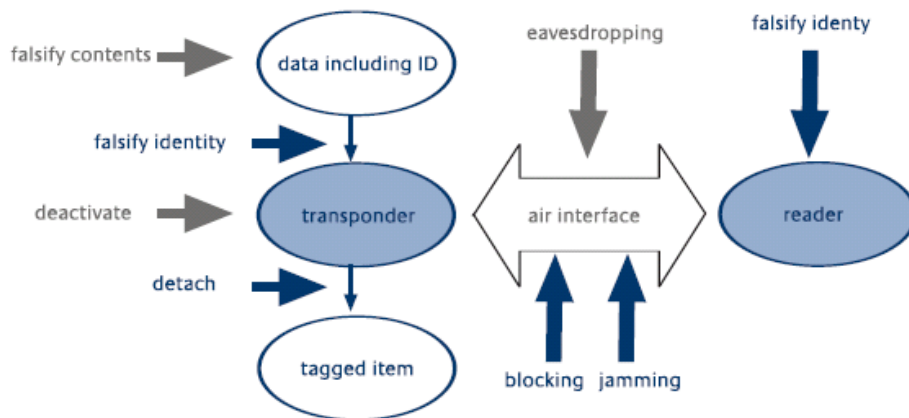 eavesdropping
falsify identy
falsify contents
data including ID
falsify identity
deactivate
transponder
air interface
reader
detach
tagged item
blocking
jamming